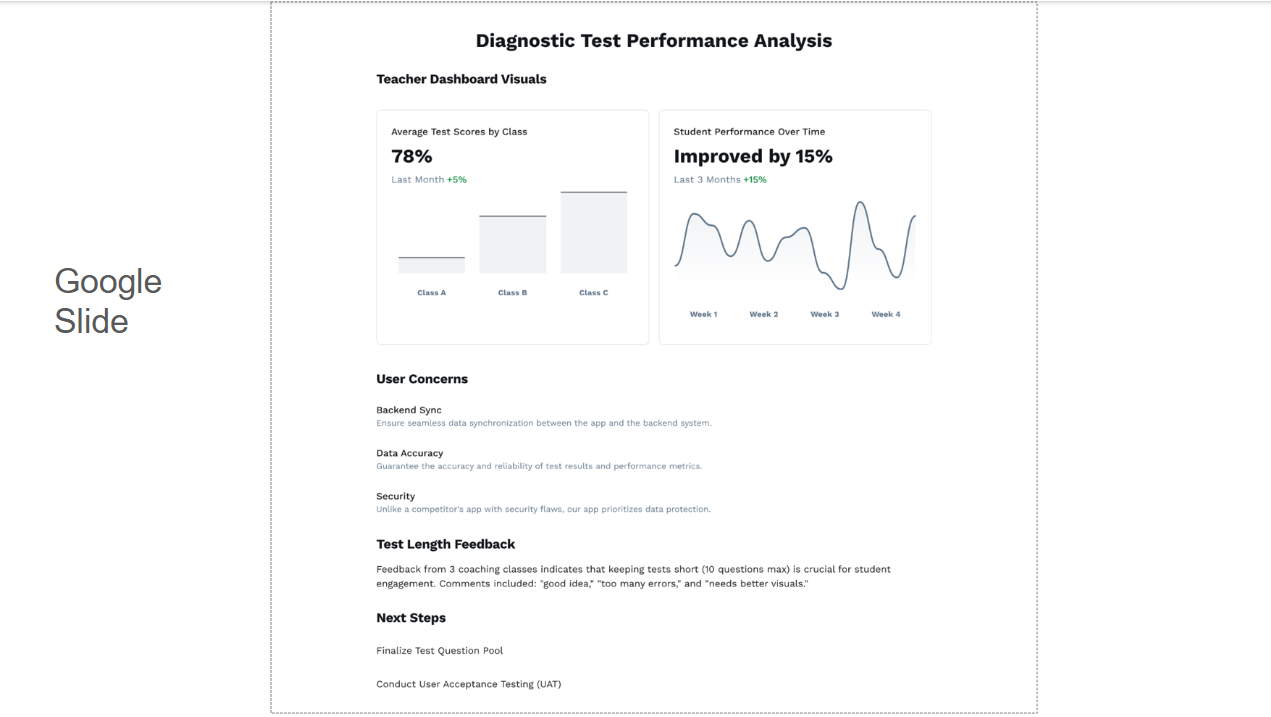 Google
Slide
Diagnostic Test Performance Analysis
Teacher Dashboard Visuals
Average Test Scores by Class
78%
Last Month +5%
Class A Class B Class C
Student Performance Over Time
Improved by 15%
Last 3 Months +15%
Week 1 Week 2 Week 3 Week 4
User Concerns
Backend Sync
Ensure seamless data synchronization between the app and the backend system.
Data Accuracy
Guarantee the accuracy and reliability of test results and performance metrics.
Security
Unlike a competitor's app with security flaws, our app prioritizes data protection.
Test Length Feedback
Feedback from 3 coaching classes indicates that keeping tests short (10 questions max) is crucial for student
engagement. Comments included: "good idea," "too many errors," and "needs better visuals."
Next Steps
Finalize Test Question Pool
Conduct User Acceptance Testing (UAT)